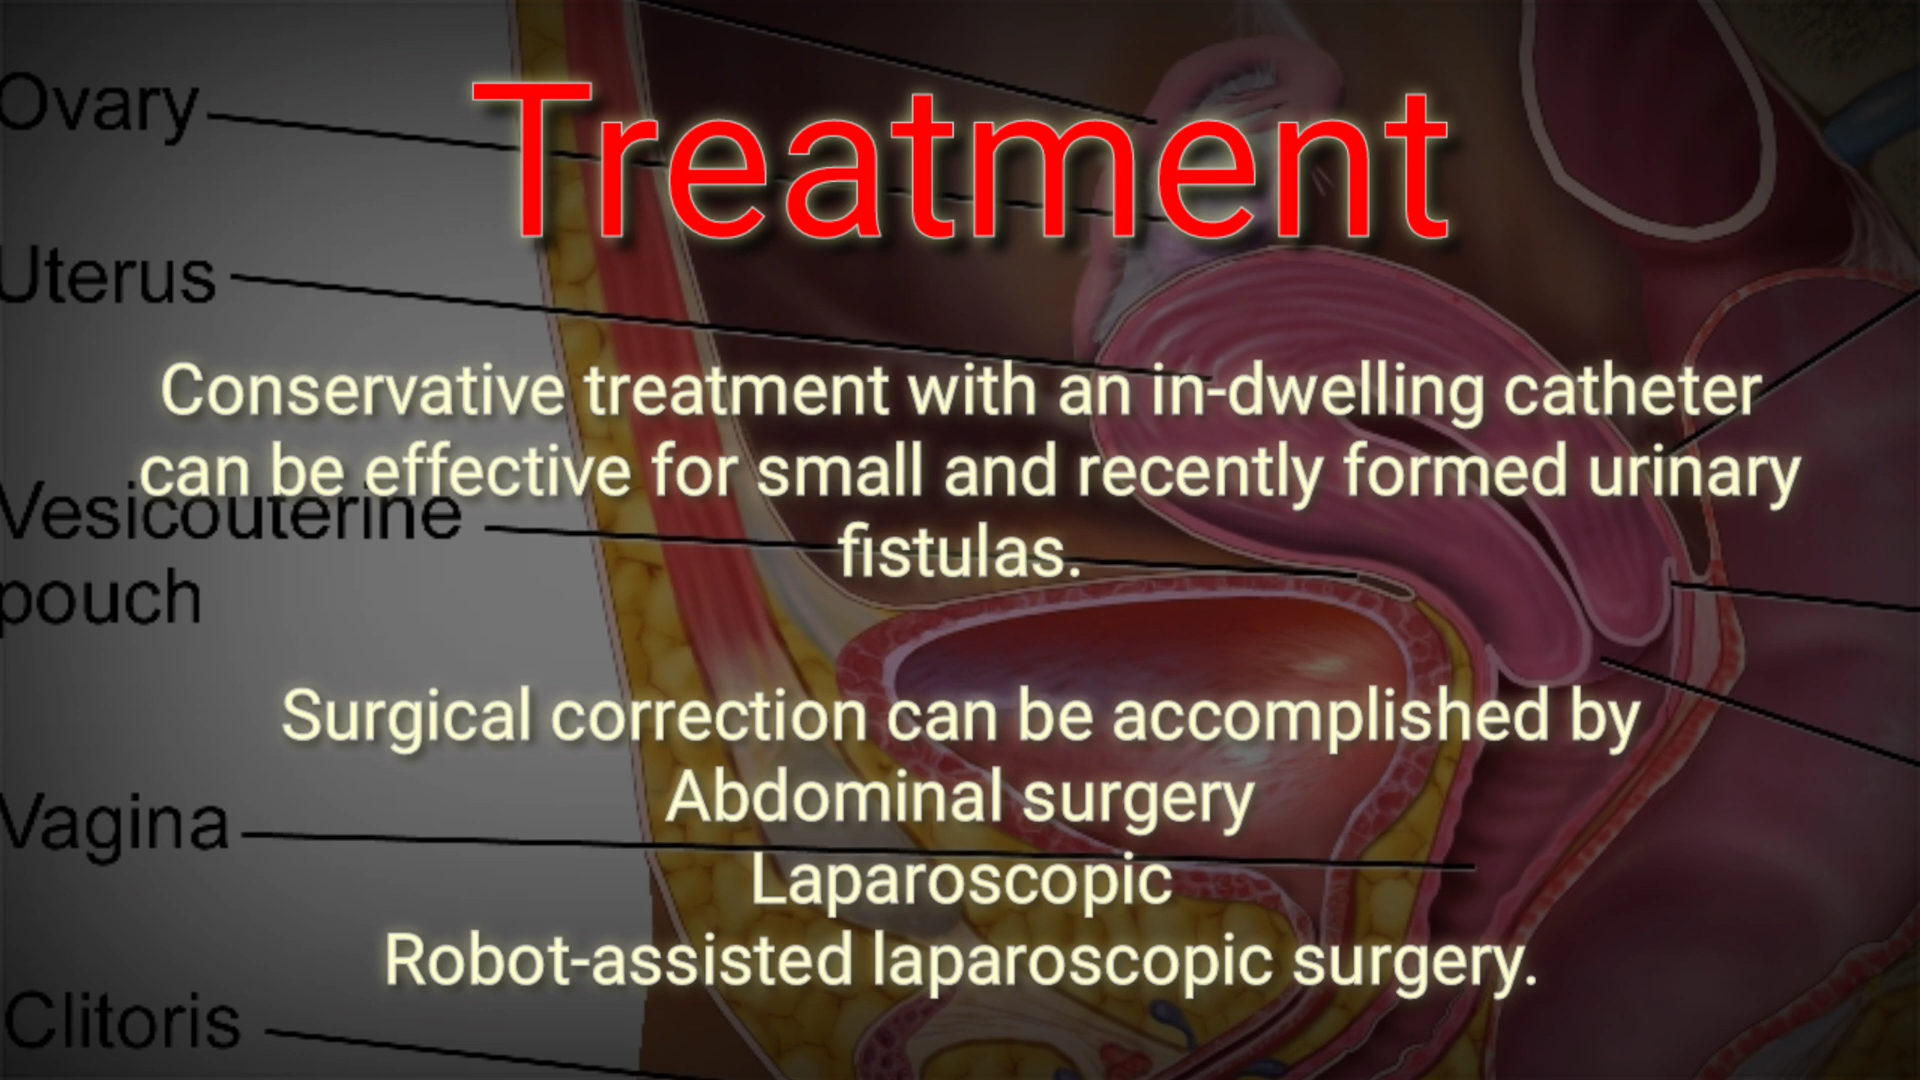 Treatment
Ovary
Uterus
Conservative treatment with an in-dwelling catheter
can be effective for small and recently formed urinary
Vesicouterine
fistulas.
pouch
Surgical correction can be accomplished by
Abdominal surgery
Vagina
Laparoscopic
Robot-assisted laparoscopic surgery.
Clitoris